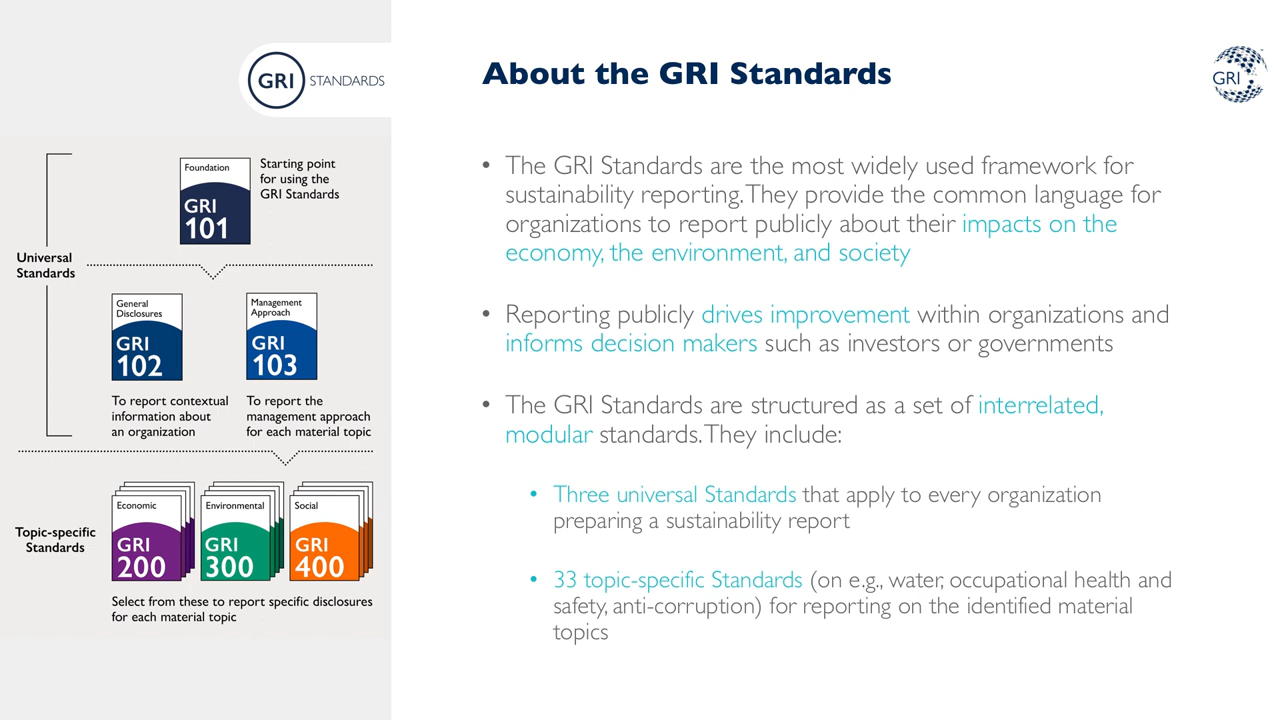 GRI STANDARDS
About the GRI Standards
GRI
Foundation
GRI
101
Starting point
for using the
GRI Standards
Universal
Standards
General
Disclosures
GRI
102
Management
Approach
GRI
103
To report contextual
information about
an organization
To report the
management approach
for each material topic
Topic-specific
Standards
Economic
GRI
200
Environmental
GRI
300
Social
GRI
400
Select from these to report specific disclosures
for each material topic
• The GRI Standards are the most widely used framework for
sustainability reporting. They provide the common language for
organizations to report publicly about their impacts on the
economy, the environment, and society
• Reporting publicly drives improvement within organizations and
informs decision makers such as investors or governments
• The GRI Standards are structured as a set of interrelated,
modular standards. They include:
• Three universal Standards that apply to every organization
preparing a sustainability report
• 33 topic-specific Standards (on e.g., water, occupational health and
safety, anti-corruption) for reporting on the identified material
topics